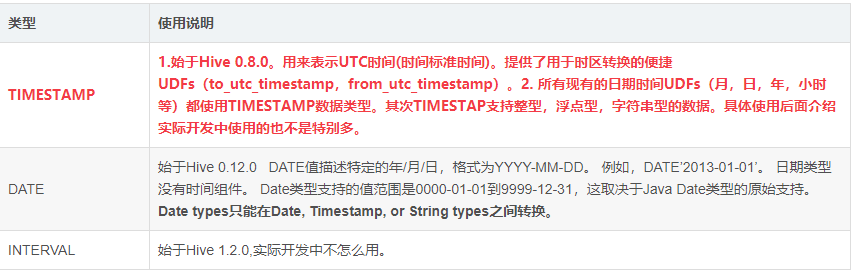 类型 使用说明
1.始于Hive 0.8.0。用来表示UTC时间(时间标准时间)。提供了用于时区转换的便捷
UDFs（to_utc_timestamp，from_utc_timestamp）。2. 所有现有的日期时间UDFs（月，日，年，小时
TIMESTAMP
等）都使用TIMESTAMP数据类型。其次TIMESTAP支持整型，浮点型，字符串型的数据。具体使用后面介绍
实际开发中使用的也不是特别多。
始于Hive 0.12.0 DATE值描述特定的年/月/日，格式为YYYY-MM-DD。 例如，DATE'2013-01-01'。 日期类型
DATE 没有时间组件。 Date类型支持的值范围是0000-01-01到9999-12-31，这取决于Java Date类型的原始支持。
Date types只能在Date, Timestamp, or String types之间转换。
INTERVAL 始于Hive 1.2.0,实际开发中不怎么用。